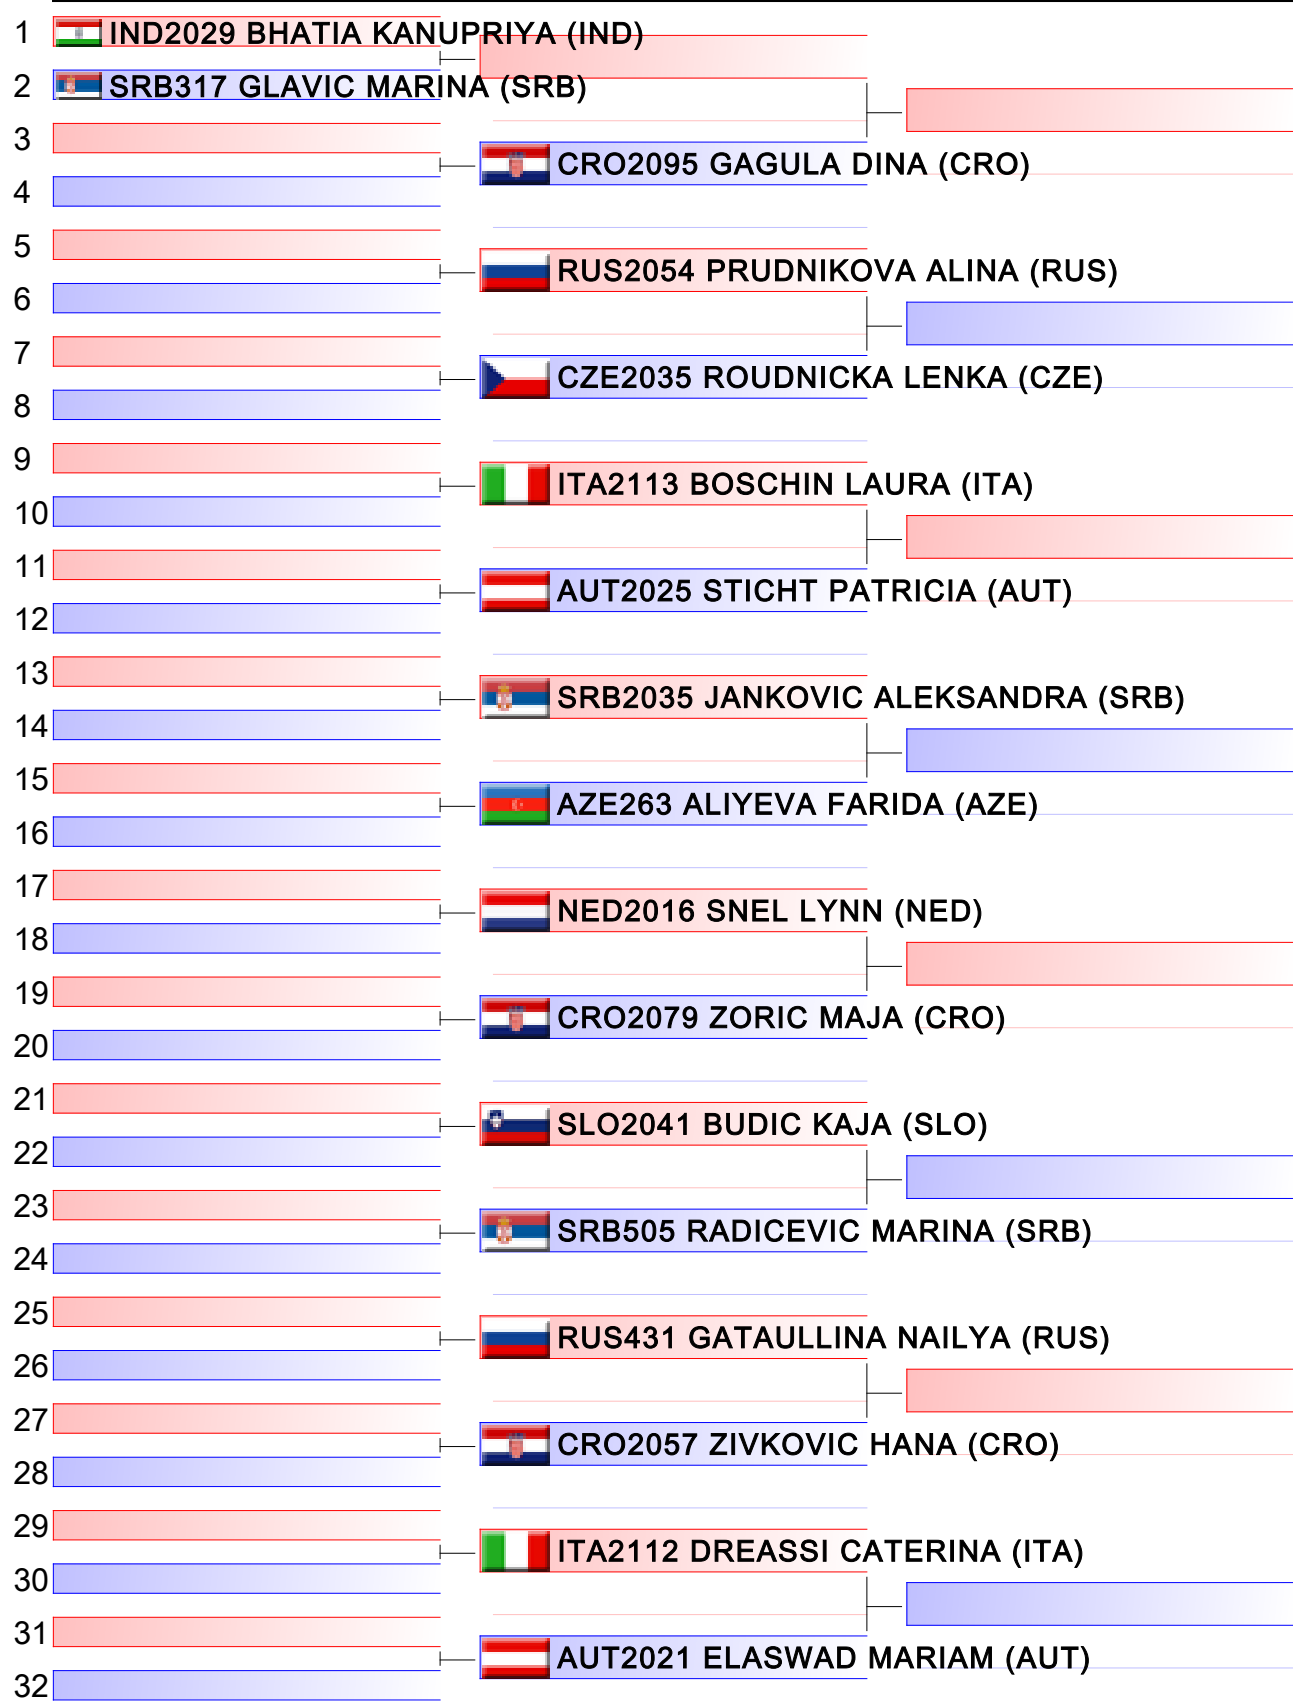 1 IND2029 BHATIA KANUPRIYA (IND)
2 SRB317 GLAVIC MARINA (SRB)
3
CRO2095 GAGULA DINA (CRO)
4
5
RUS2054 PRUDNIKOVA ALINA (RUS)
6
7
CZE2035 ROUDNICKA LENKA (CZE)
8
9
ITA2113 BOSCHIN LAURA (ITA)
10
11
AUT2025 STICHT PATRICIA (AUT)
12
13
SRB2035 JANKOVIC ALEKSANDRA (SRB)
14
15
AZE263 ALIYEVA FARIDA (AZE)
16
17
NED2016 SNEL LYNN (NED)
18
19
CRO2079 ZORIC MAJA (CRO)
20
21
SLO2041 BUDIC KAJA (SLO)
22
23
SRB505 RADICEVIC MARINA (SRB)
24
25
RUS431 GATAULLINA NAILYA (RUS)
26
27
CRO2057 ZIVKOVIC HANA (CRO)
28
29
ITA2112 DREASSI CATERINA (ITA)
30
31
AUT2021 ELASWAD MARIAM (AUT)
32